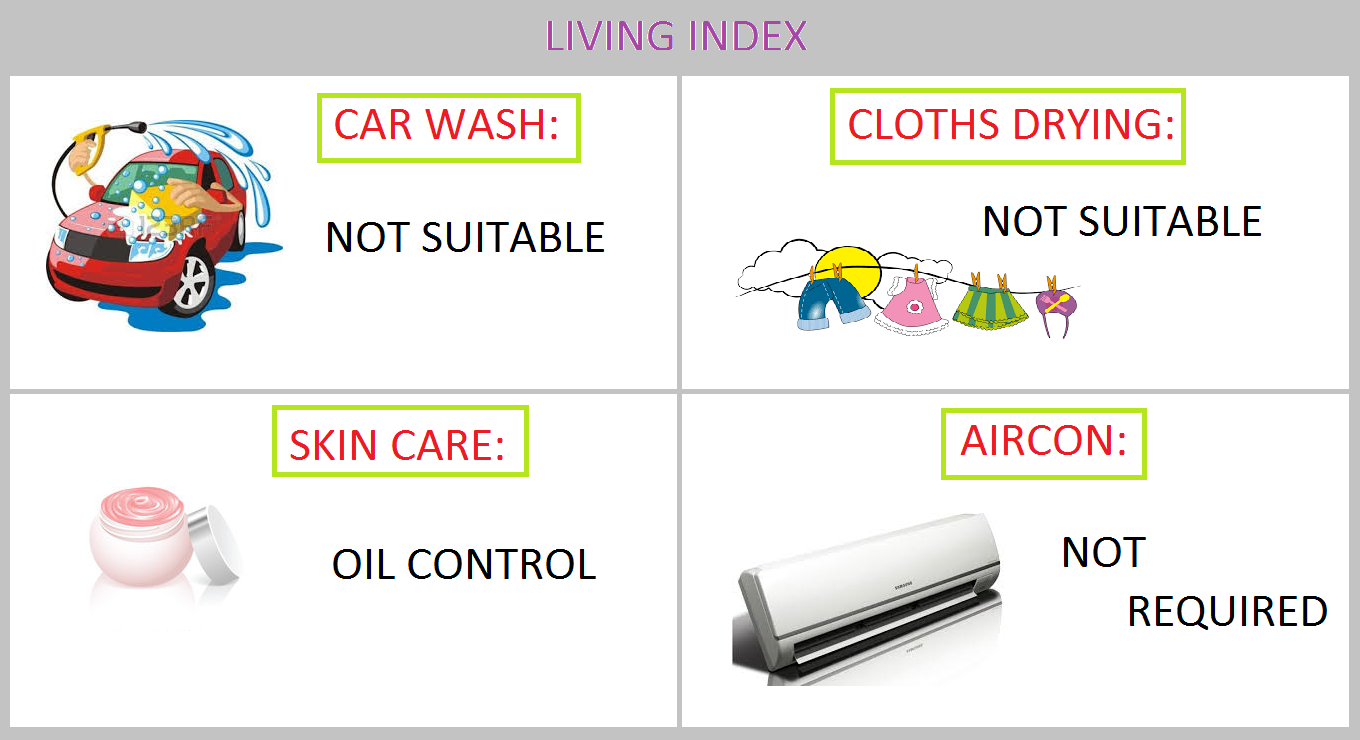 LIVING INDEX
CAR WASH:
NOT SUITABLE
CLOTHS DRYING:
NOT SUITABLE
SKIN CARE:
OIL CONTROL
AIRCON:
NOT
REQUIRED
SAMSUNG